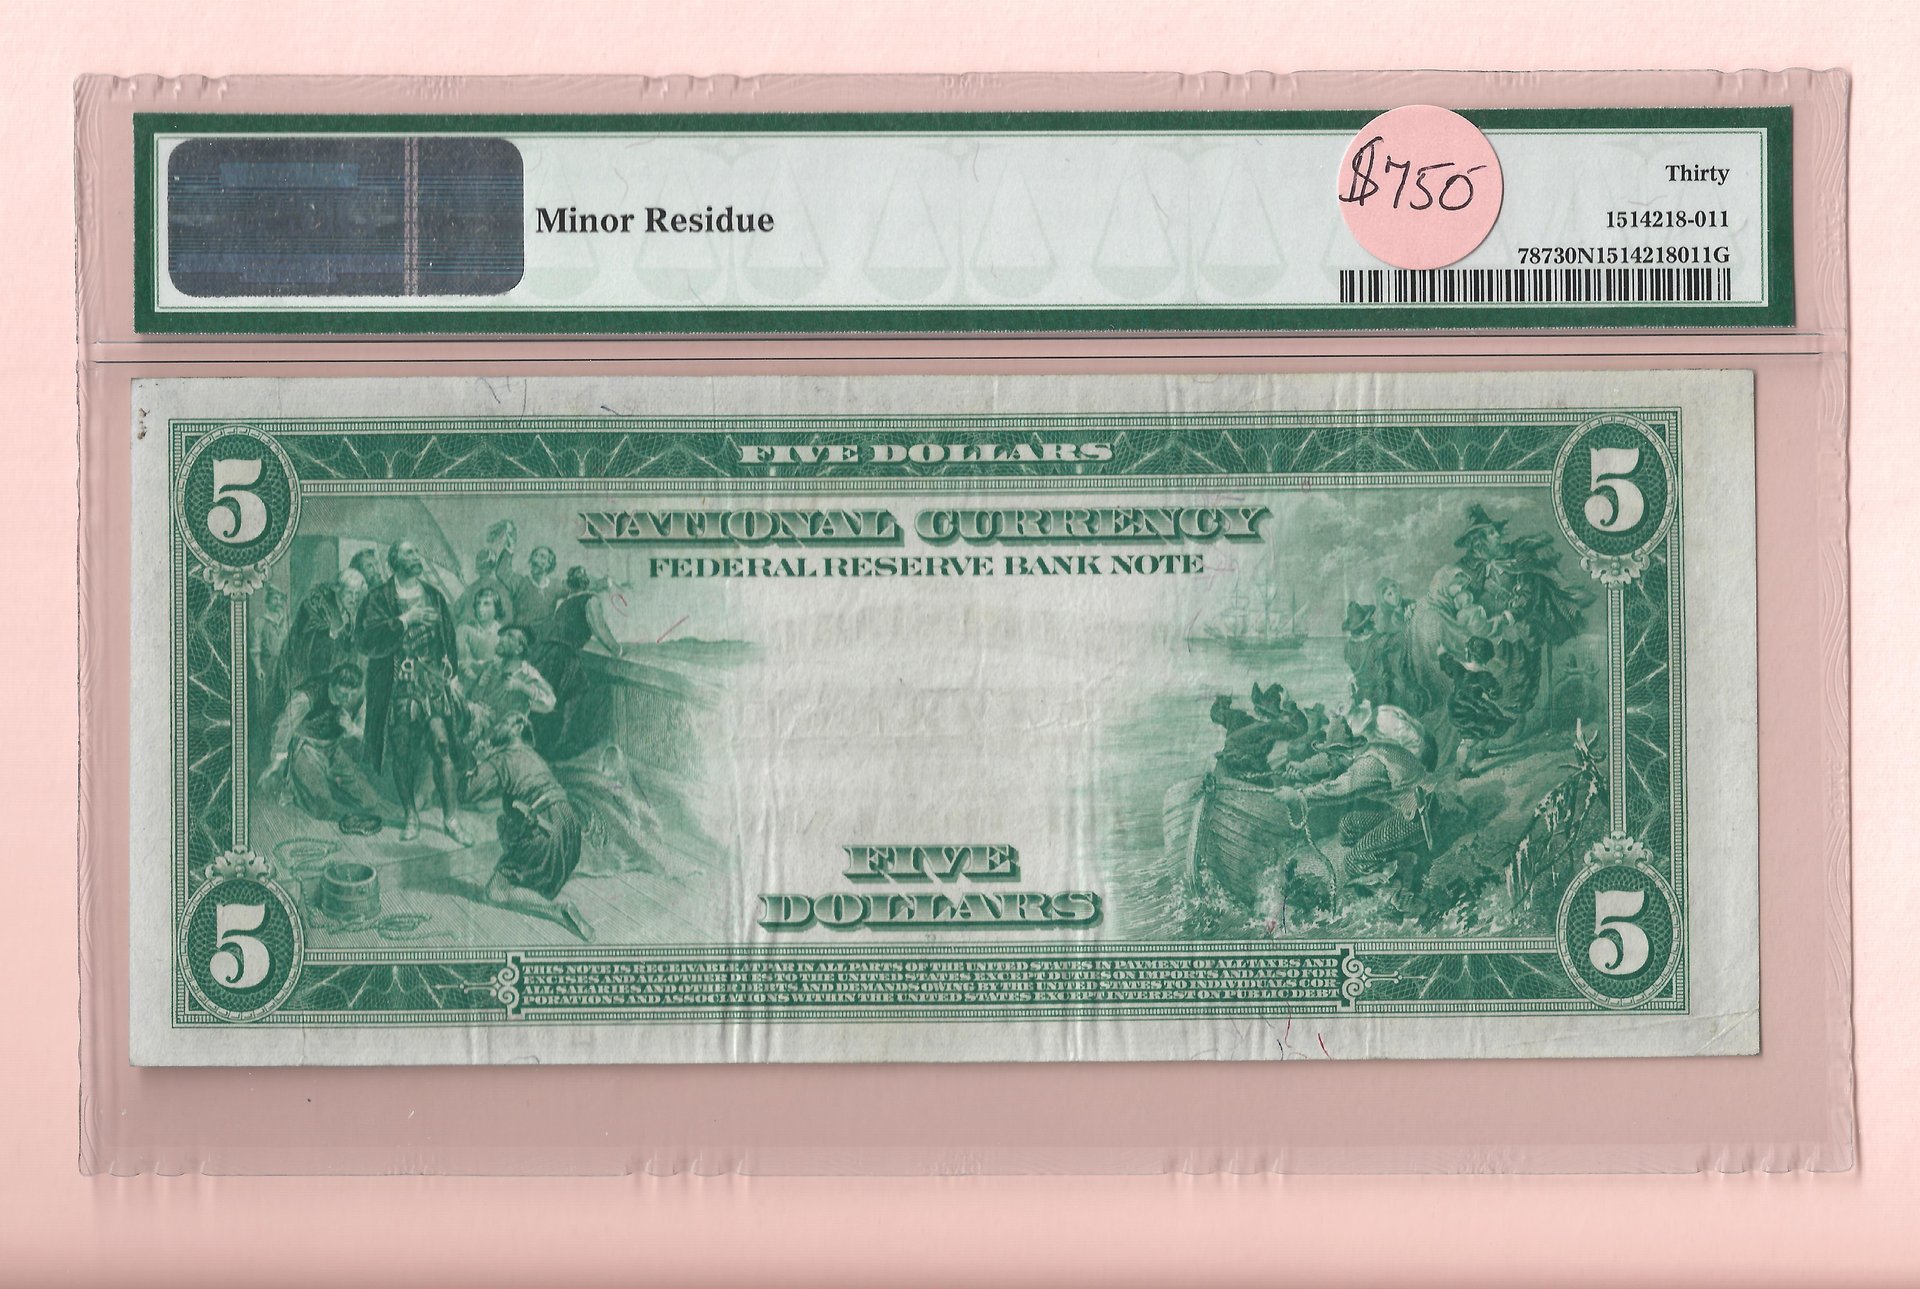 $750
Thirty
Minor Residue
1514218-011
78730N1514218011G
FIVE DOLLARS
5
5
NATIONAL CURRENCY
FEDERAL RESERVE BANK NOTE
FIVE
DOLLARS
5
5
THIS NOTE IS RECEIVABLE AT PAR IN ALL PARTS OF THE UNITED STATES IN PAYMENT OF ALL TAXES AND
EXCISES AND ALL OTHER DUES TO THE UNITED STATES EXCEPT DUTIES ON IMPORTS AND ALSO FOR
ALL SALARIES AND OTHER DEBTS AND DEMANDS OWING BY THE UNITED STATES TO INDIVIDUALS COR
PORATIONS AND ASSOCIATIONS WITHIN THE UNITED STATES EXCEPT INTEREST ON PUBLIC DEBT